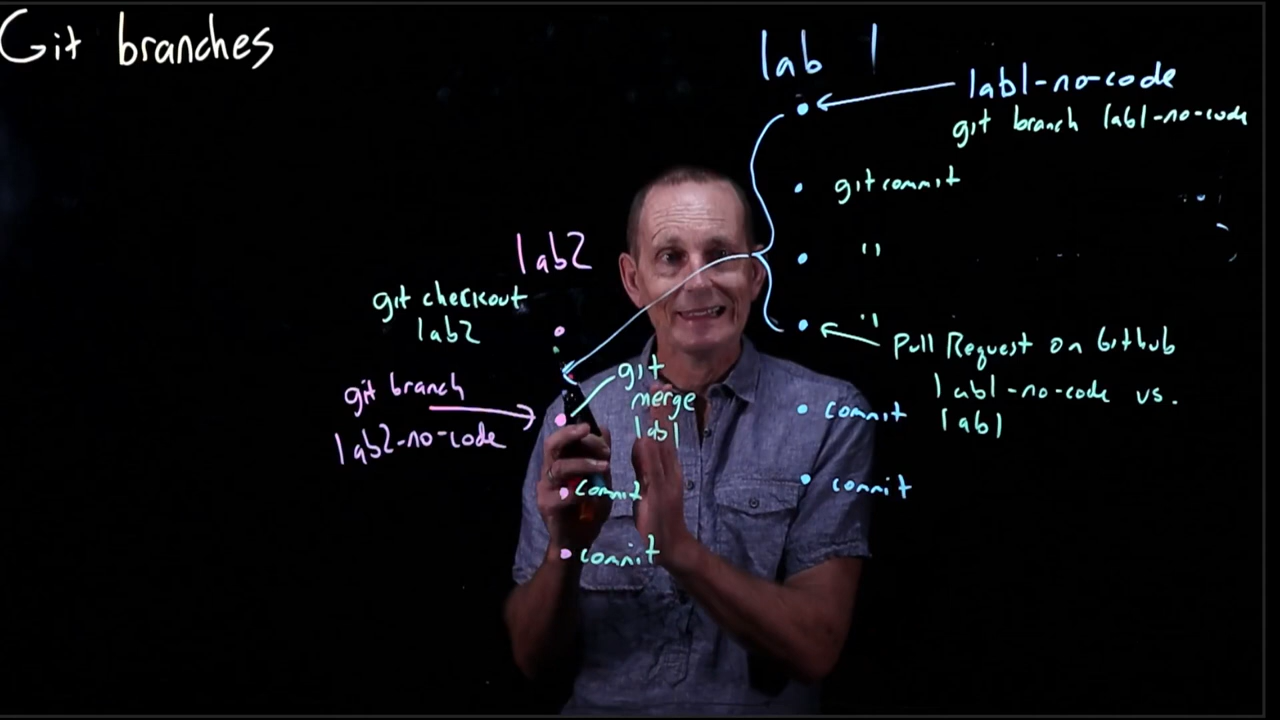 Git branches
lab 1
lab1-no-code
git branch lab1-no-code
git commit
"
"
Pull Request on Github
lab1-no-code vs.
lab1
commit
commit
lab2
git checkout
lab2
git branch
lab2-no-code
git
merge
lab1
commit
commit